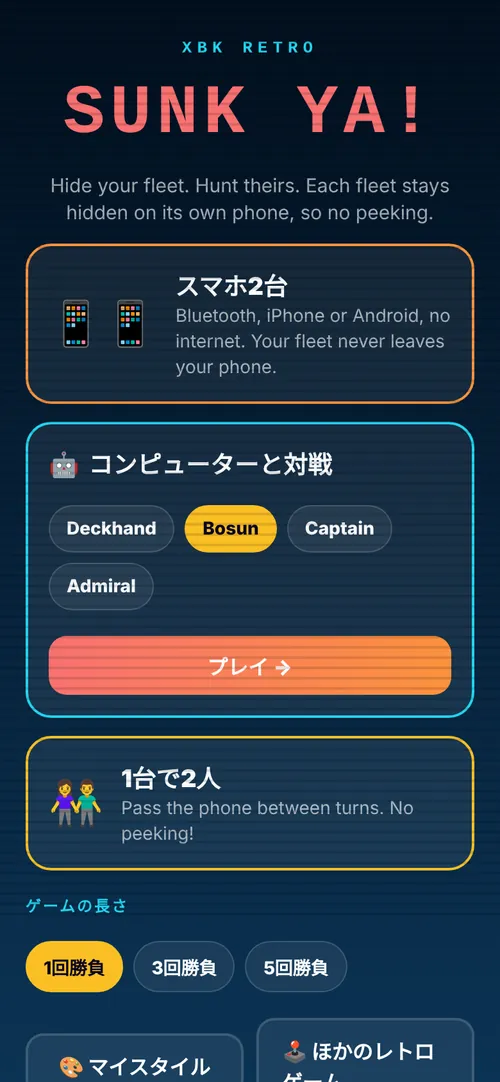 XBK RETRO
SUNK YA!
Hide your fleet. Hunt theirs. Each fleet stays
hidden on its own phone, so no peeking.
スマホ2台
Bluetooth, iPhone or Android, no
internet. Your fleet never leaves
your phone.
コンピューターと対戦
Deckhand
Bosun
Captain
Admiral
プレイ →
1台で2人
Pass the phone between turns. No
peeking!
ゲームの長さ
1回勝負
3回勝負
5回勝負
マイスタイル
ほかのレトロ
ゲーム